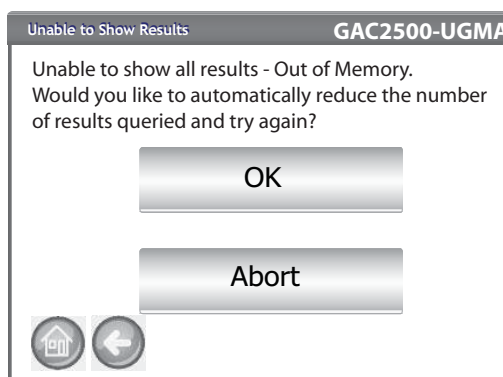 Unable to Show Results GAC2500-UGMA
Unable to show all results - Out of Memory.
Would you like to automatically reduce the number
of results queried and try again?
OK
Abort